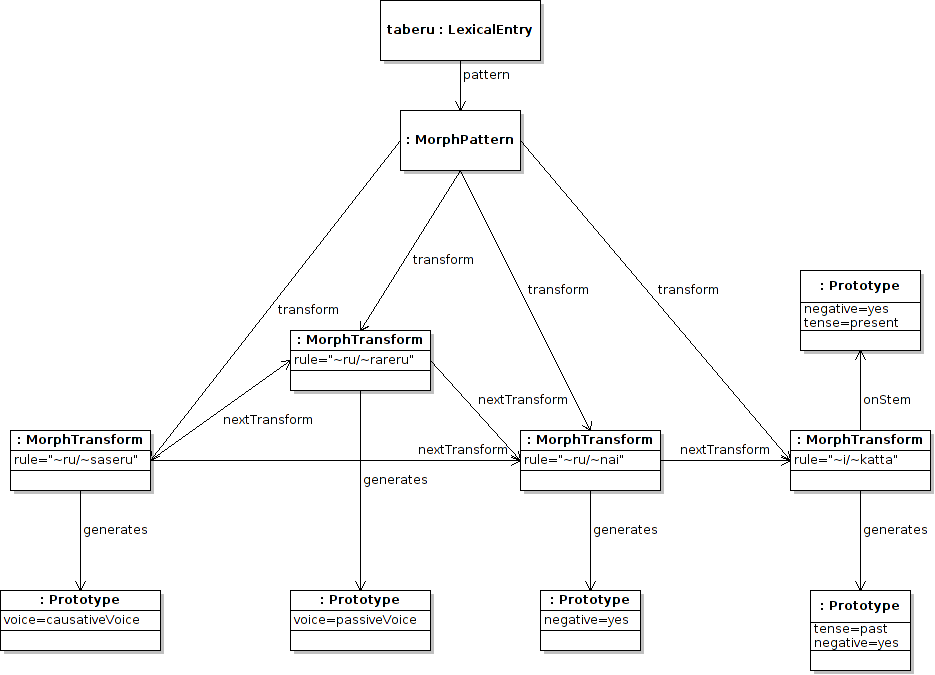 taberu : LexicalEntry
pattern
: MorphPattern
transform
: Prototype
transform
transform
negative=yes
transform
tense=present
: MorphTransform
rule="~ru/~rareru"
nextTransform
onStem
nextTransform
: MorphTransform
: MorphTransform
: MorphTransform
nextTransform
nextTransform
rule="~ru/~saseru"
rule="~ru/~nai"
rule="~i/~katta"
generates
generates
generates
generates
: Prototype
: Prototype
: Prototype
: Prototype
voice=causativeVoice
voice=passiveVoice
negative=yes
tense=past
negative=yes